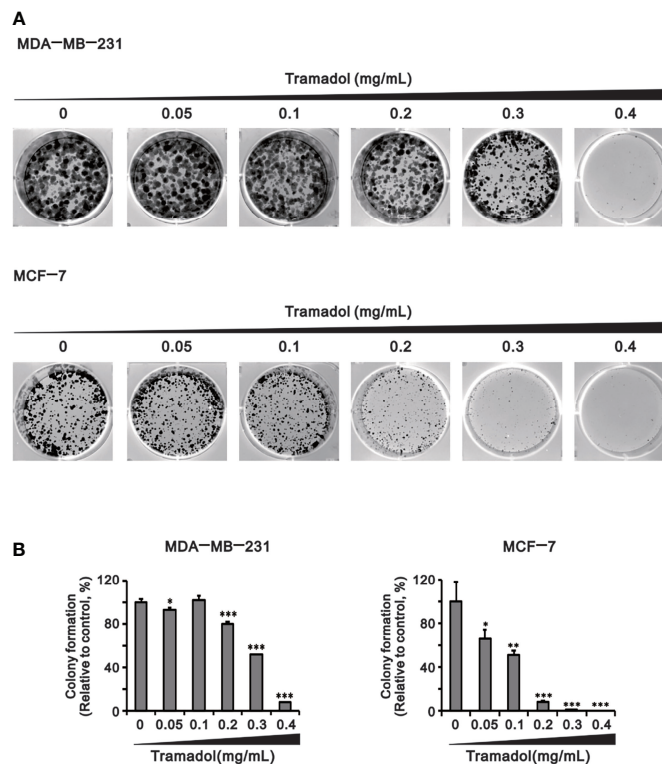 A
MDA−MB−231
Tramadol (mg/mL)
0 0.05 0.1 0.2 0.3 0.4
MCF−7
Tramadol (mg/mL)
0 0.05 0.1 0.2 0.3 0.4
B
MDA−MB−231
Colony formation
(Relative to control, %)
120
80
40
0
* *** *** ***
0 0.05 0.1 0.2 0.3 0.4
Tramadol(mg/mL)
MCF−7
Colony formation
(Relative to control, %)
120
80
40
0
* ** *** *** ***
0 0.05 0.1 0.2 0.3 0.4
Tramadol(mg/mL)